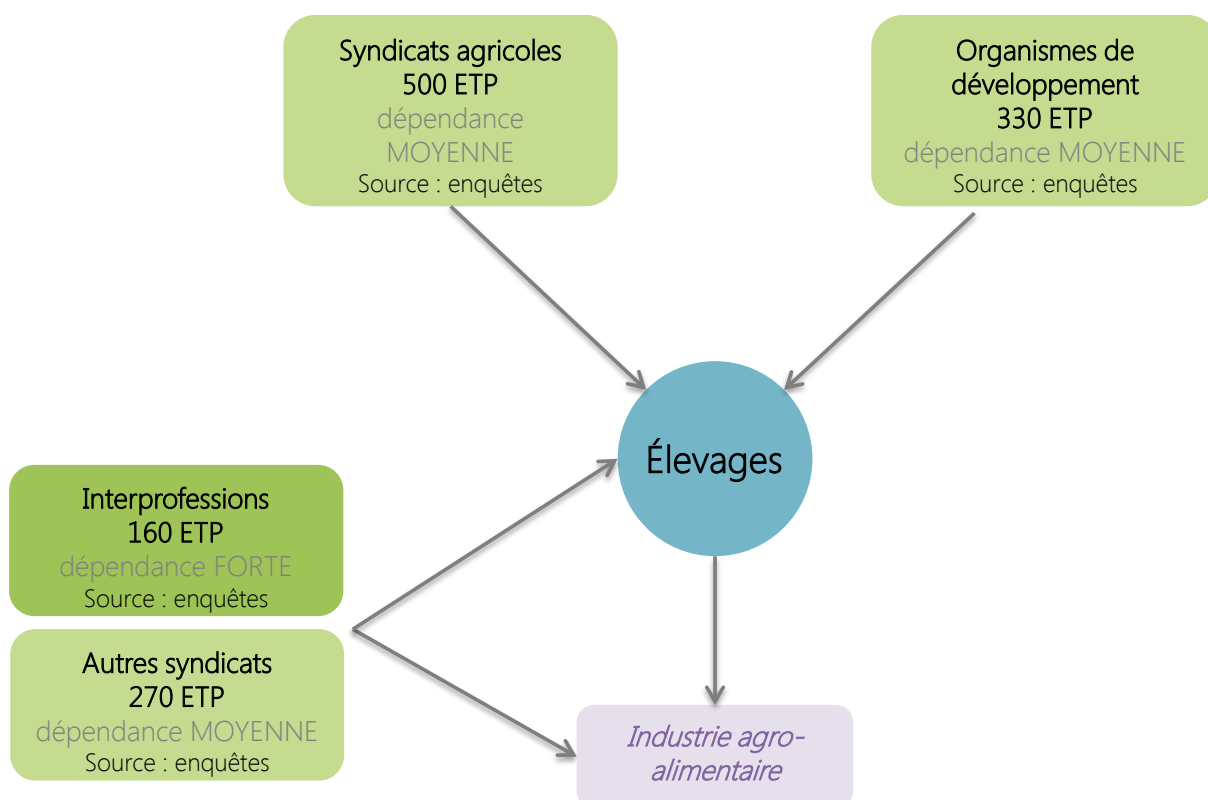 Syndicats agricoles
500 ETP
dépendance
MOYENNE
Source : enquêtes
Organismes de
développement
330 ETP
dépendance MOYENNE
Source : enquêtes
Élevages
Interprofessions
160 ETP
dépendance FORTE
Source : enquêtes
Autres syndicats
270 ETP
dépendance MOYENNE
Source : enquêtes
Industrie agro-
alimentaire